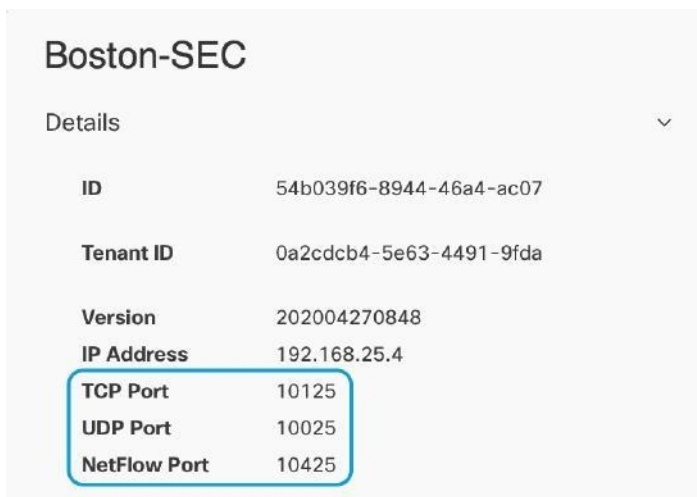 Boston-SEC
Details
ID 54b039f6-8944-46a4-ac07
Tenant ID 0a2cdcb4-5e63-4491-9fda
Version 202004270848
IP Address 192.168.25.4
TCP Port 10125
UDP Port 10025
NetFlow Port 10425